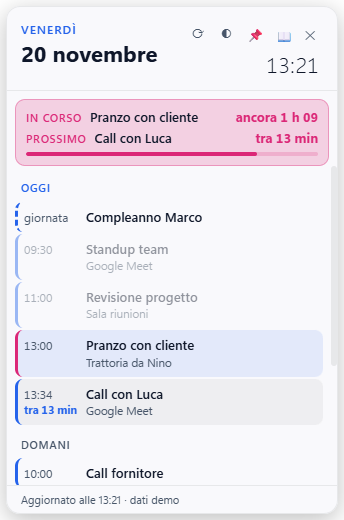 VENERDÌ
20 novembre
13:21
IN CORSO Pranzo con cliente ancora 1 h 09
PROSSIMO Call con Luca tra 13 min
OGGI
giornata Compleanno Marco
09:30 Standup team
Google Meet
11:00 Revisione progetto
Sala riunioni
13:00 Pranzo con cliente
Trattoria da Nino
13:34 Call con Luca
tra 13 min Google Meet
DOMANI
10:00 Call fornitore
Aggiornato alle 13:21 · dati demo